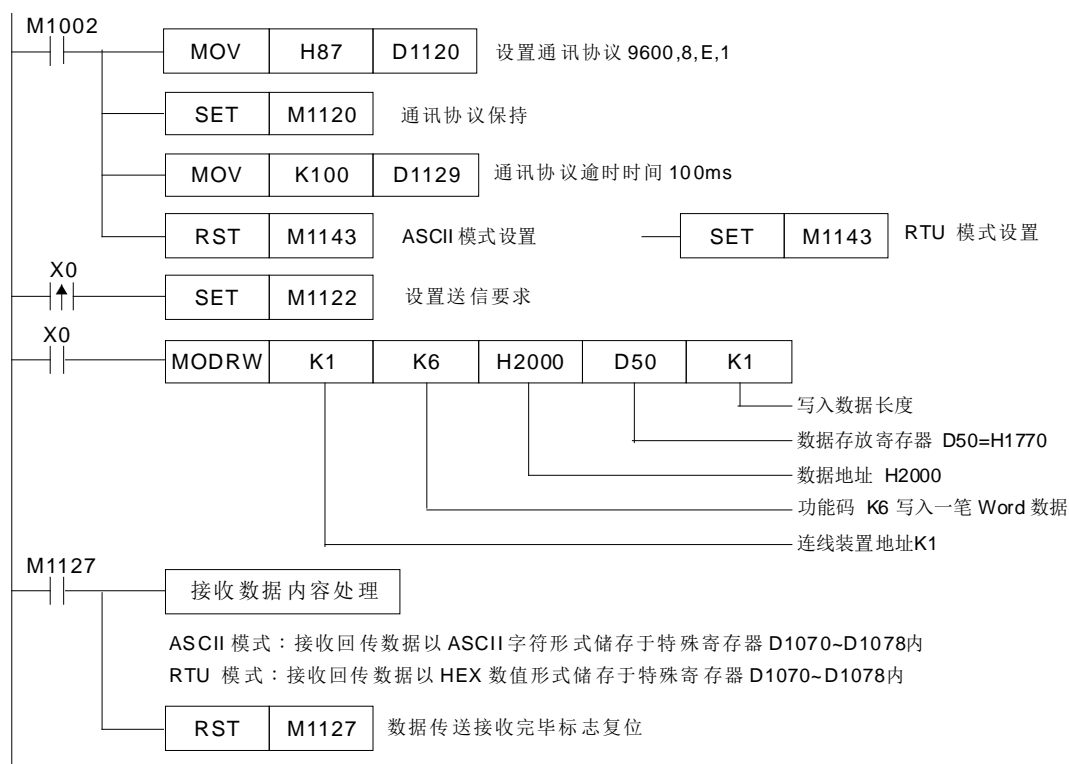 M1002
MOV H87 D1120 设置通讯协议 9600,8,E,1
SET M1120 通讯协议保持
MOV K100 D1129 通讯协议逾时时间 100ms
RST M1143 ASCII 模式设置 SET M1143 RTU 模式设置
X0
SET M1122 设置送信要求
X0
MODRW K1 K6 H2000 D50 K1
写入数据长度
数据存放寄存器 D50=H1770
数据地址 H2000
功能码 K6 写入一笔 Word 数据
连线装置地址K1
M1127
接收数据内容处理
ASCII 模式：接收回传数据以 ASCII 字符形式储存于特殊寄存器 D1070~D1078内
RTU 模式：接收回传数据以 HEX 数值形式储存于特殊寄存器 D1070~D1078内
RST M1127 数据传送接收完毕标志复位